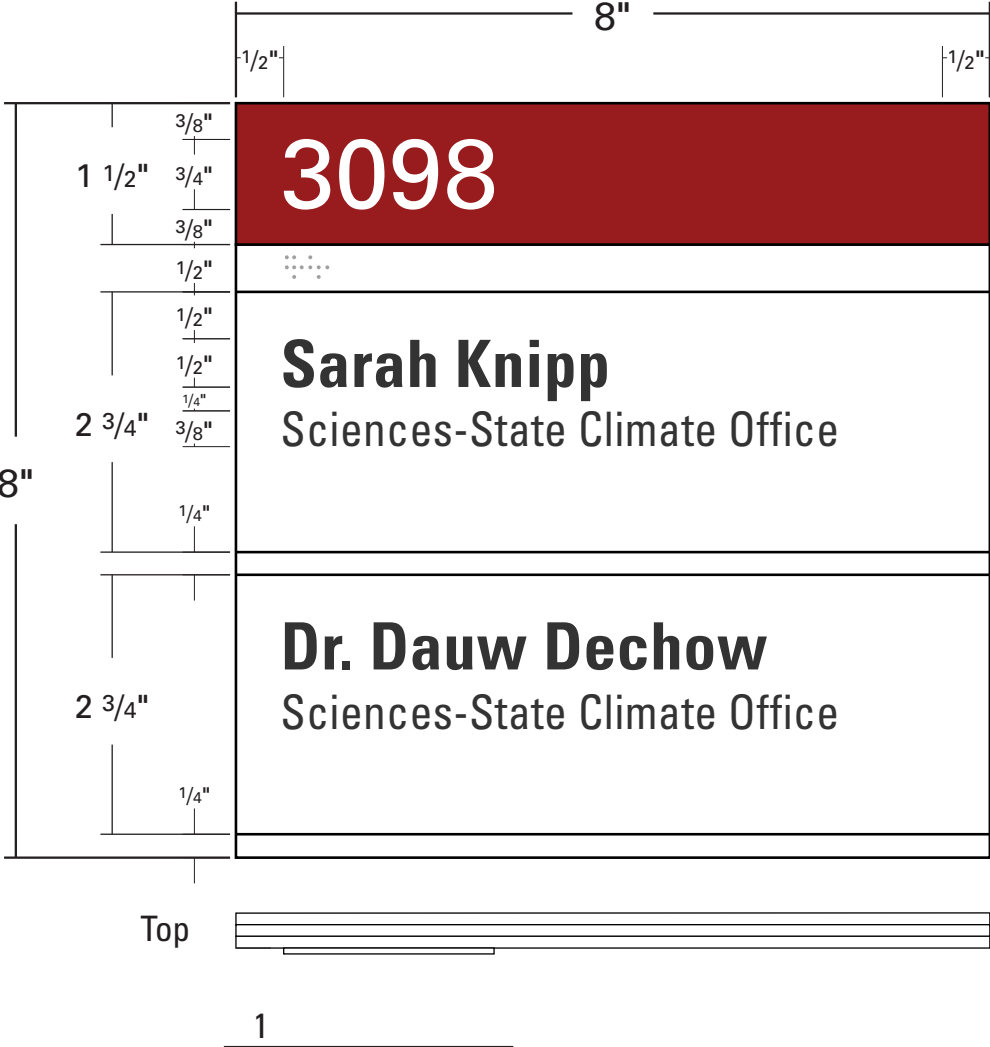 8"
1/2" 1/2"
3/8"
1 1/2" 3/4"
3098
3/8"
1/2"
1/2"
1/2"
Sarah Knipp
1/4"
2 3/4" 3/8"
Sciences-State Climate Office
8"
1/4"
Dr. Dauw Dechow
2 3/4"
Sciences-State Climate Office
1/4"
Top
1